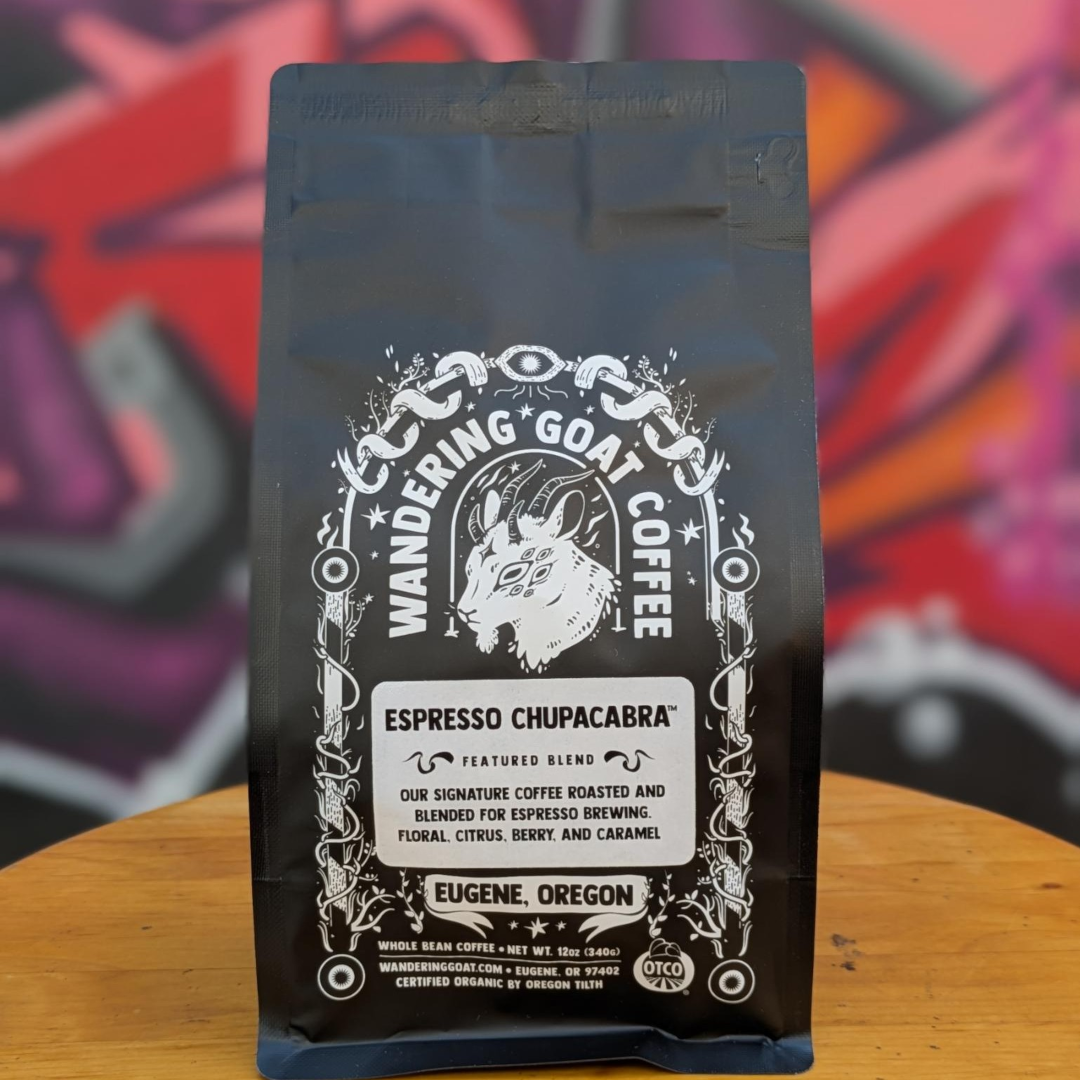 WANDERING GOAT COFFEE
ESPRESSO CHUPACABRA™
FEATURED BLEND
OUR SIGNATURE COFFEE ROASTED AND
BLENDED FOR ESPRESSO BREWING.
FLORAL, CITRUS, BERRY, AND CARAMEL
EUGENE, OREGON
WHOLE BEAN COFFEE • NET WT. 12OZ (340G)
WANDERINGGOAT.COM • EUGENE, OR 97402
CERTIFIED ORGANIC BY OREGON TILTH
OTCO